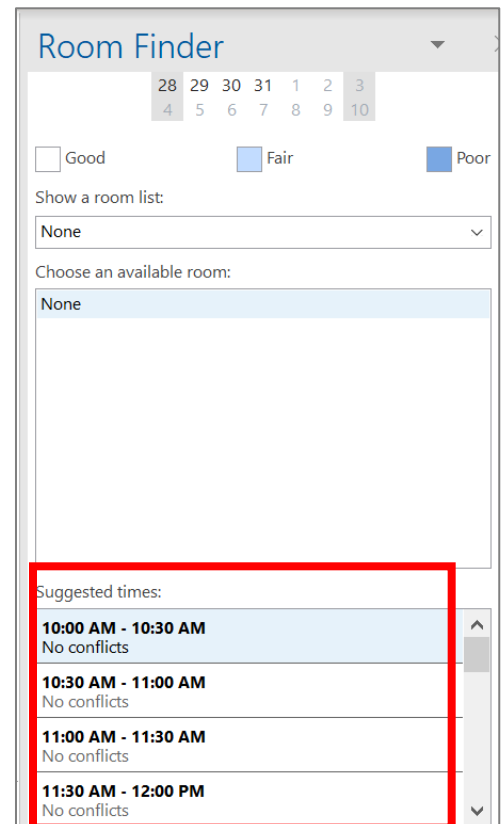 Room Finder
28 29 30 31 1 2 3
4 5 6 7 8 9 10
Good Fair Poor
Show a room list:
None
Choose an available room:
None
Suggested times:
10:00 AM - 10:30 AM
No conflicts
10:30 AM - 11:00 AM
No conflicts
11:00 AM - 11:30 AM
No conflicts
11:30 AM - 12:00 PM
No conflicts